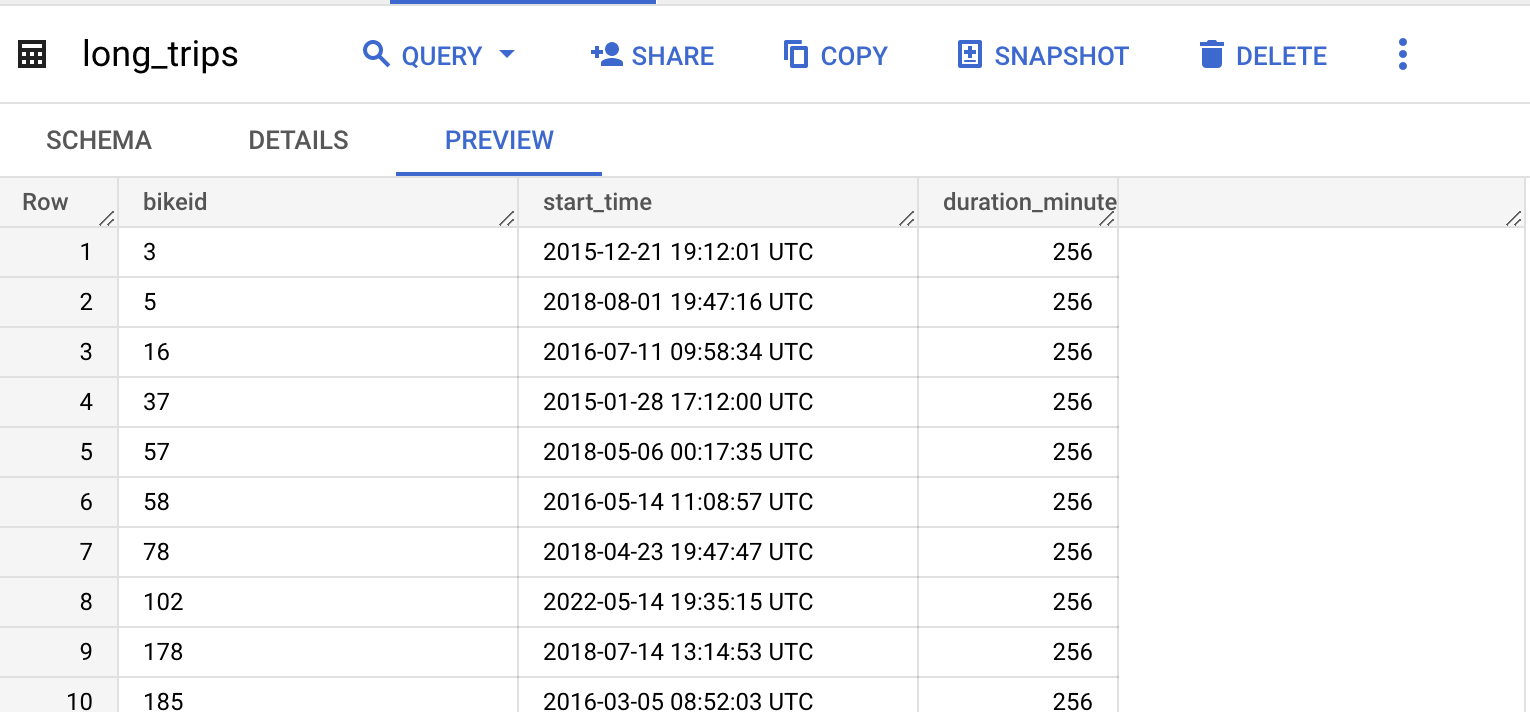 long_trips QUERY SHARE COPY SNAPSHOT DELETE
SCHEMA DETAILS PREVIEW
Row bikeid start_time duration_minute
1 3 2015-12-21 19:12:01 UTC 256
2 5 2018-08-01 19:47:16 UTC 256
3 16 2016-07-11 09:58:34 UTC 256
4 37 2015-01-28 17:12:00 UTC 256
5 57 2018-05-06 00:17:35 UTC 256
6 58 2016-05-14 11:08:57 UTC 256
7 78 2018-04-23 19:47:47 UTC 256
8 102 2022-05-14 19:35:15 UTC 256
9 178 2018-07-14 13:14:53 UTC 256
10 185 2016-03-05 08:52:03 UTC 256